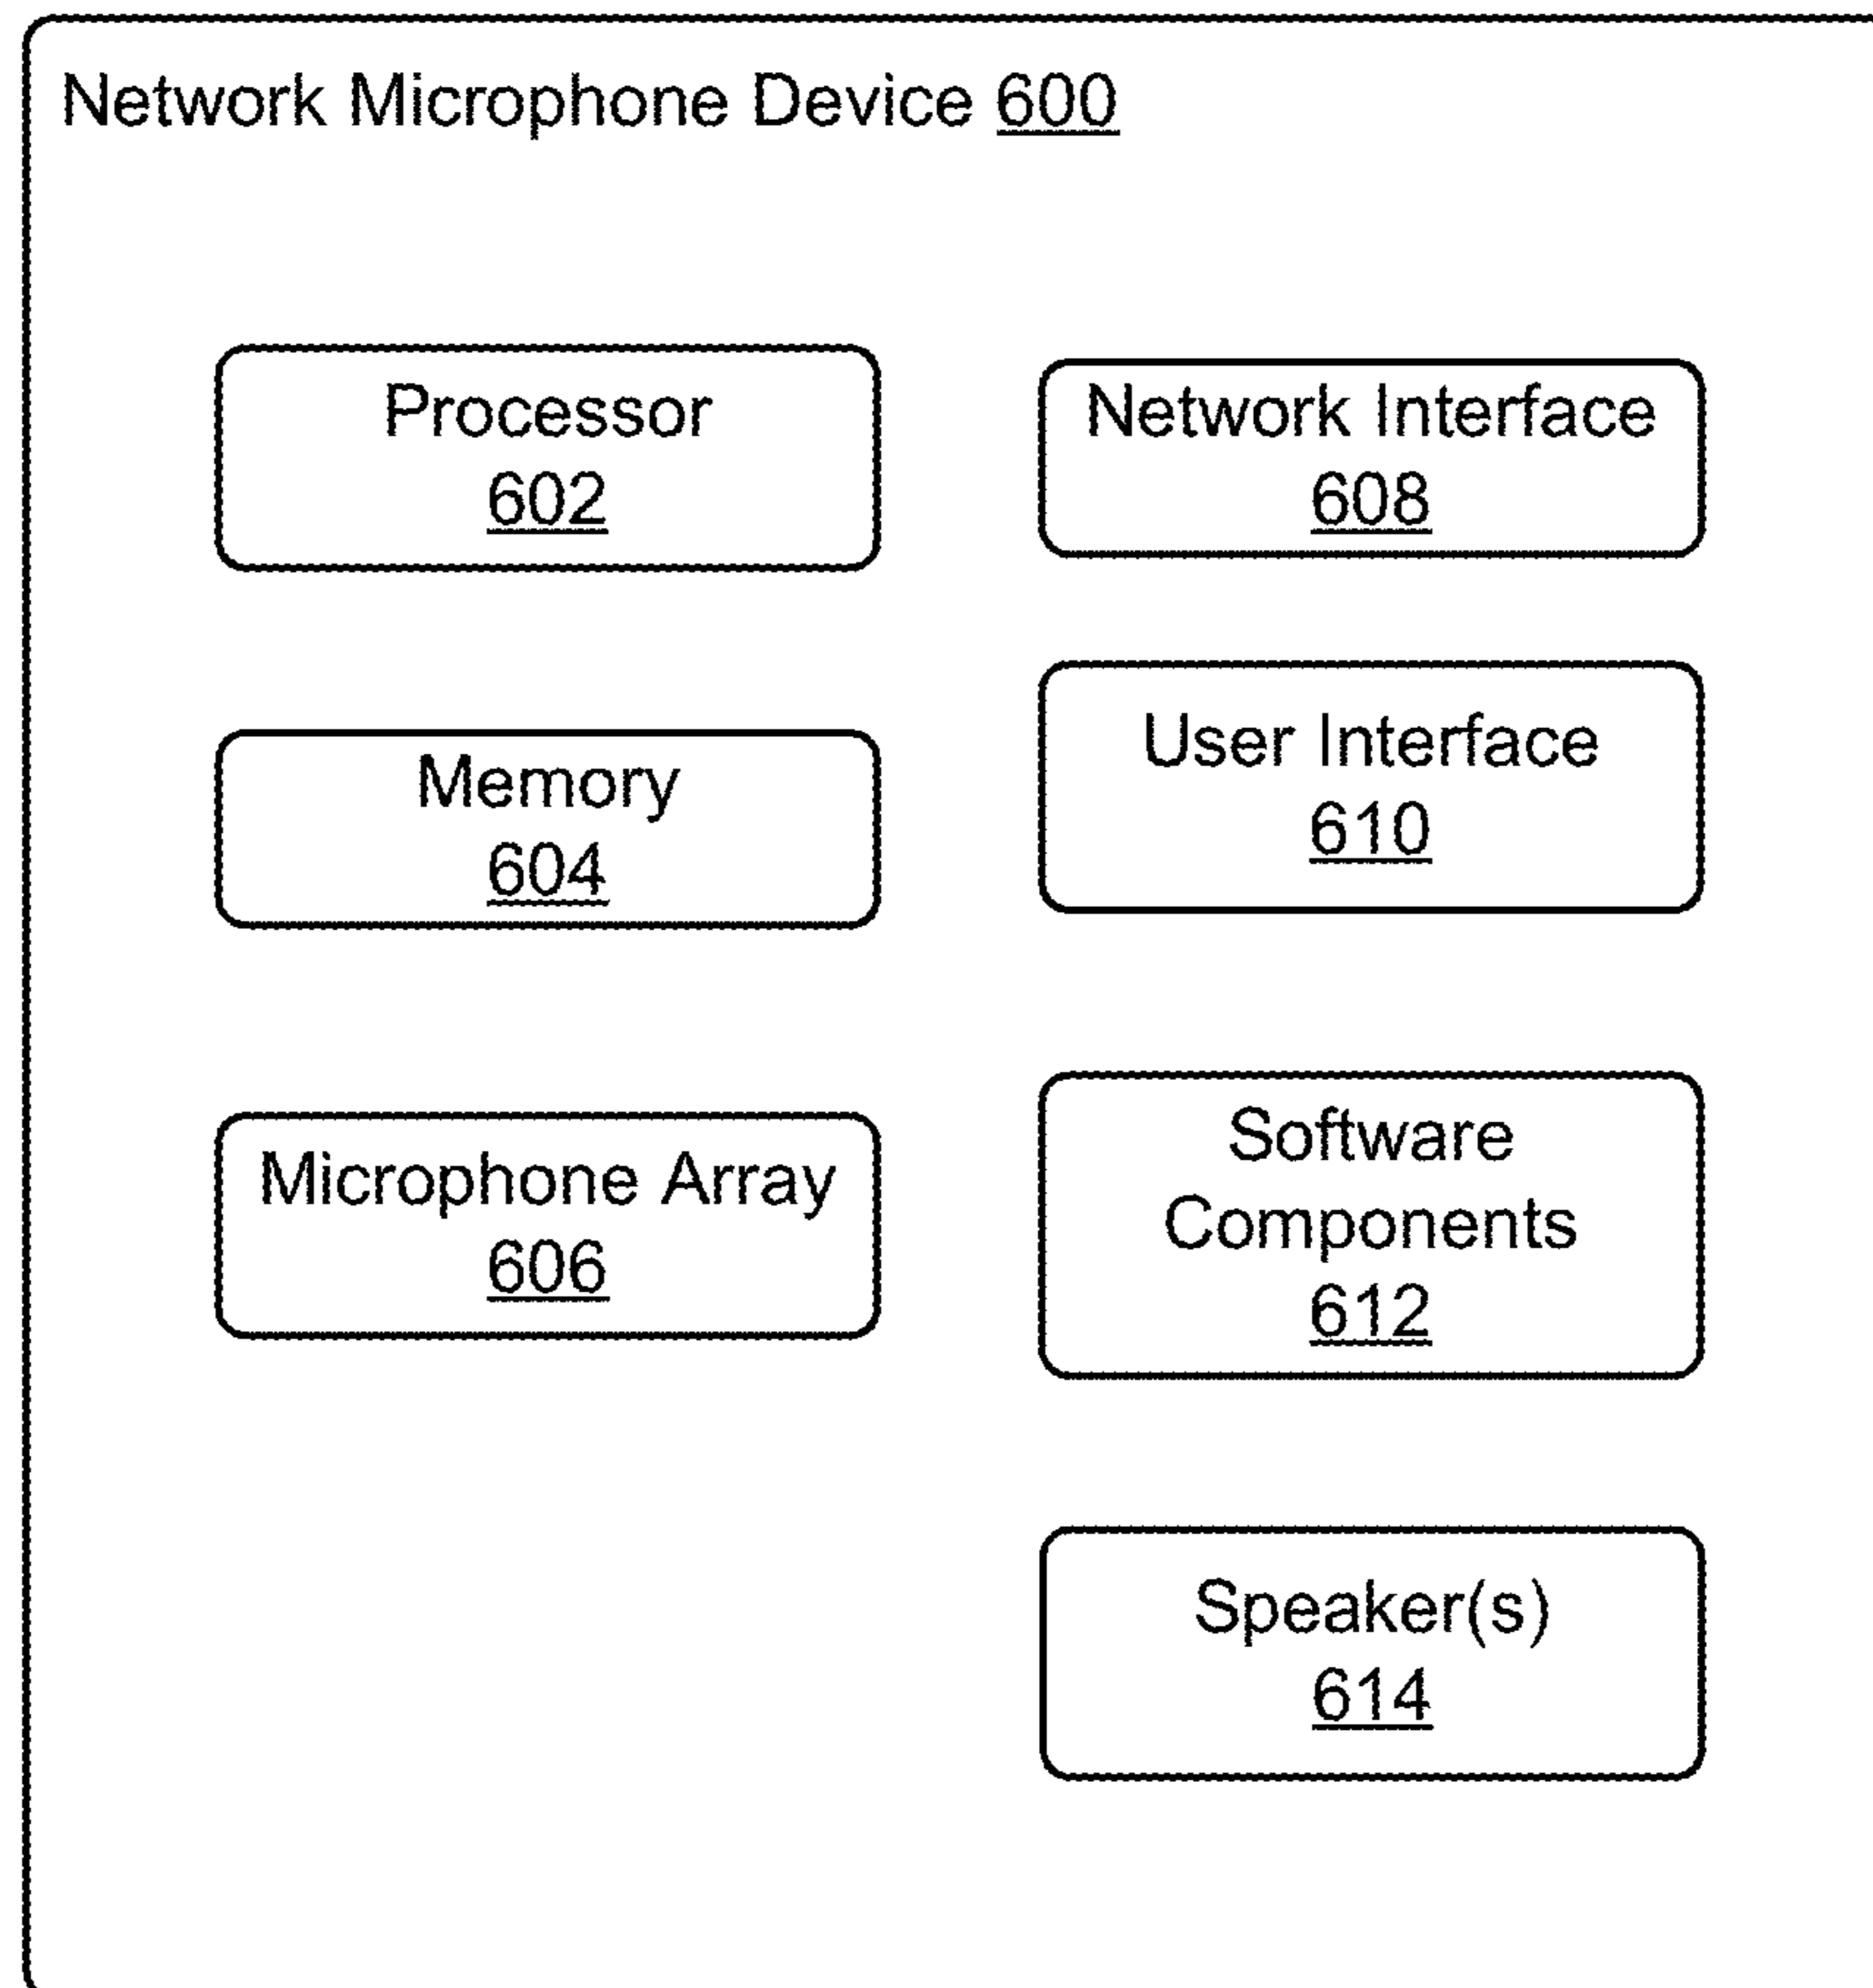 Network Microphone Device 600
Processor
602
Memory
604
Microphone Array
606
Network Interface
608
User Interface
610
Software
Components
612
Speaker(s)
614